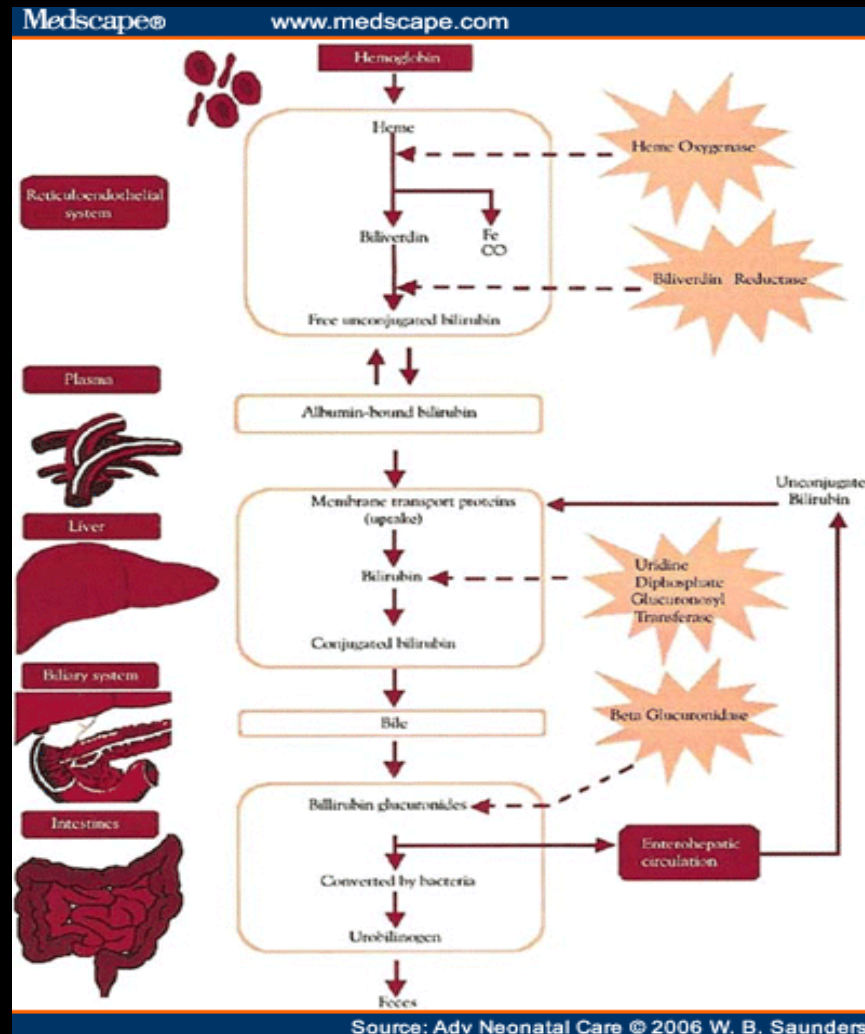 Medscape® www.medscape.com
Hemoglobin
Heme
Heme Oxygenase
Reticuloendothelial
system
Biliverdin
Fe
CO
Biliverdin Reductase
Free unconjugated bilirubin
Plasma
Albumin-bound bilirubin
Unconjugate
Bilirubin
Membrane transport proteins
(uptake)
Liver
Bilirubin
Uridine
Diphosphate
Glucuronosyl
Transferase
Conjugated bilirubin
Biliary system
Bile
Beta Glucuronidase
Billirubin glucuronides
Intestines
Enterohepatic
circulation
Converted by bacteria
Urobilinogen
Feces
Source: Adv Neonatal Care © 2006 W. B. Saunders